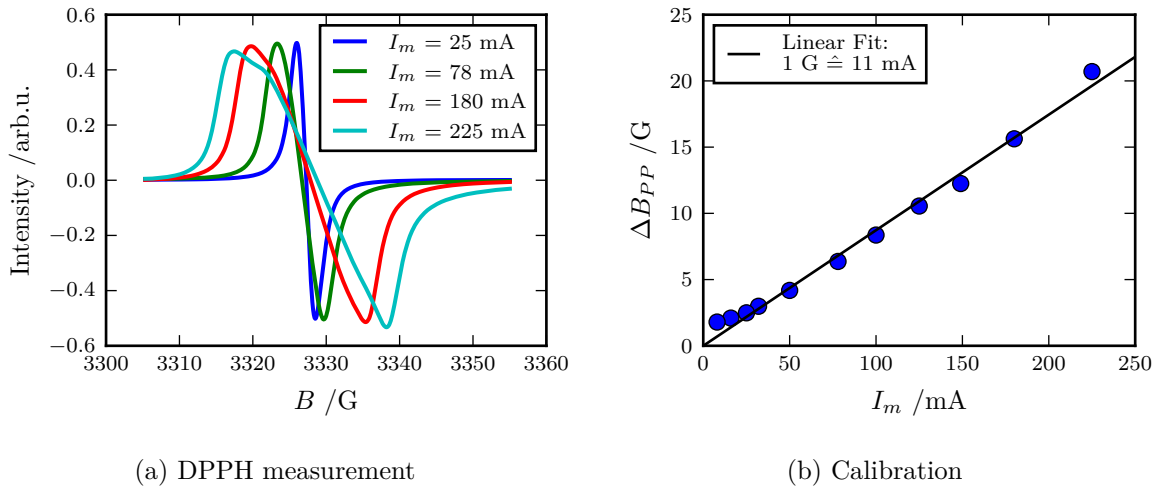 0.6
0.4
0.2
0.0
−0.2
−0.4
−0.6
Intensity /arb.u.
I_m = 25 mA
I_m = 78 mA
I_m = 180 mA
I_m = 225 mA
3300 3310 3320 3330 3340 3350 3360
B /G
(a) DPPH measurement
25
20
15
10
5
0
ΔB_{PP} /G
Linear Fit:
1 G ≙ 11 mA
0 50 100 150 200 250
I_m /mA
(b) Calibration